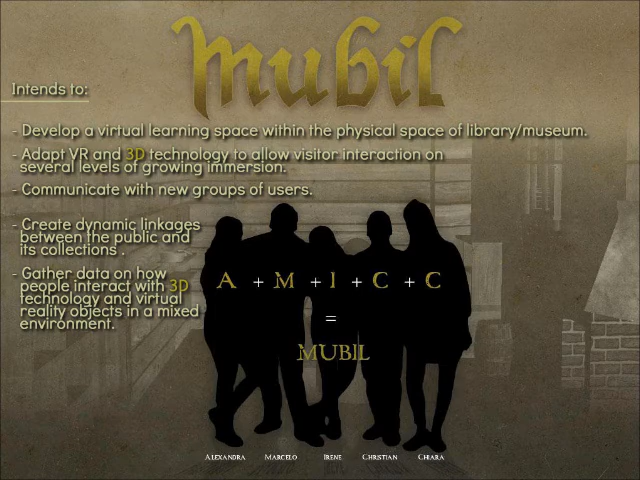 Mubil
Intends to:
- Develop a virtual learning space within the physical space of library/museum.
- Adapt VR and 3D technology to allow visitor interaction on
several levels of growing immersion.
- Communicate with new groups of users.
- Create dynamic linkages
between the public and
its collections .
- Gather data on how
people interact with 3D
technology and virtual
reality objects in a mixed
environment.
A + M + I + C + C
=
MUBIL
Alexandra Marcelo Irene Christian Chiara